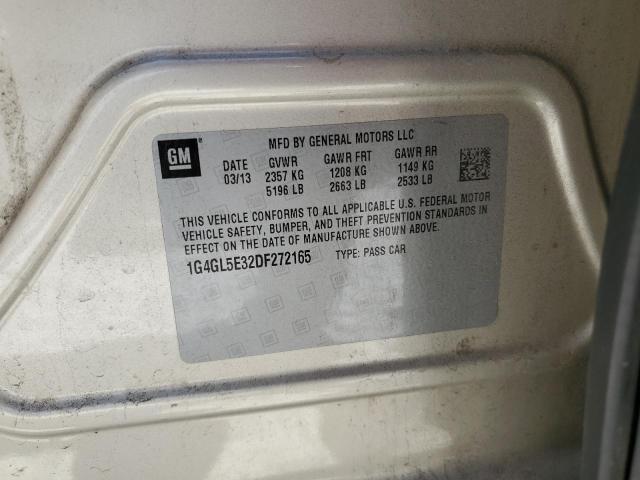 GM
MFD BY GENERAL MOTORS LLC
DATE GVWR GAWR FRT GAWR RR
03/13 2357 KG 1208 KG 1149 KG
5196 LB 2663 LB 2533 LB
THIS VEHICLE CONFORMS TO ALL APPLICABLE U.S. FEDERAL MOTOR
VEHICLE SAFETY, BUMPER, AND THEFT PREVENTION STANDARDS IN
EFFECT ON THE DATE OF MANUFACTURE SHOWN ABOVE.
1G4GL5E32DF272165 TYPE: PASS CAR